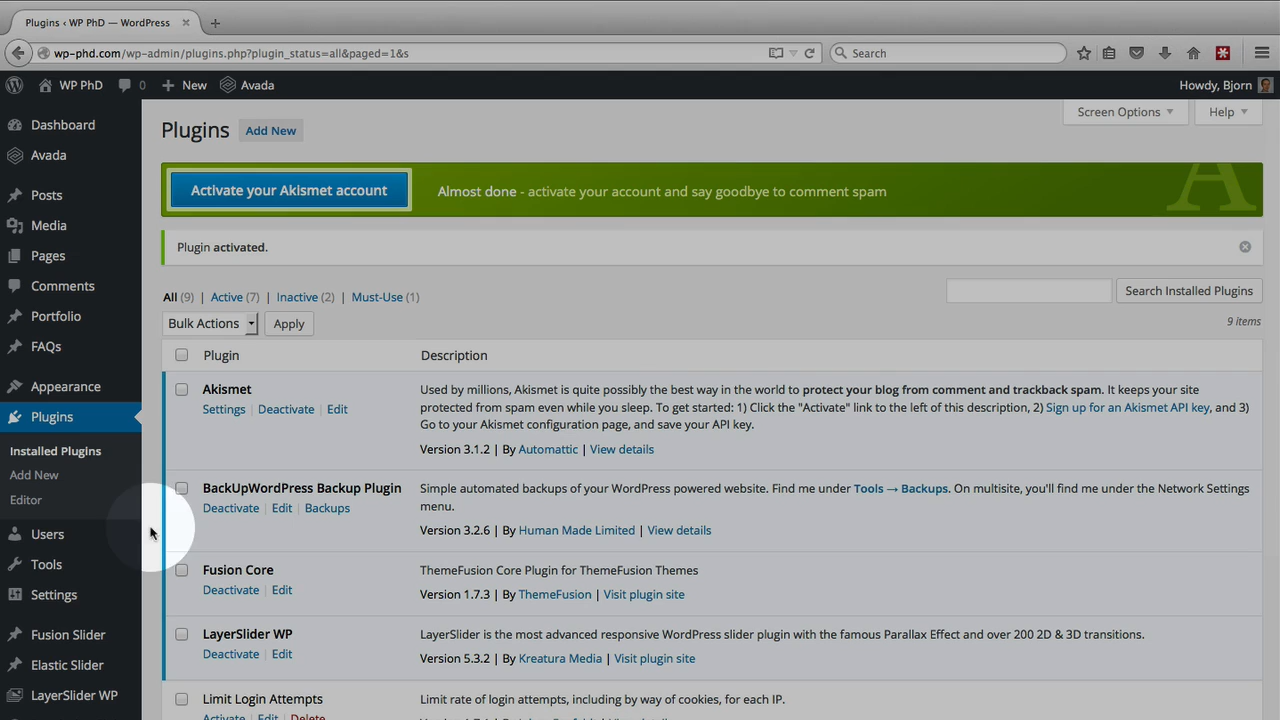 Plugins ‹ WP PhD — WordPress
wp-phd.com/wp-admin/plugins.php?plugin_status=all&paged=1&s
Search
WP PhD 0 New Avada
Howdy, Bjorn
Dashboard
Avada
Posts
Media
Pages
Comments
Portfolio
FAQs
Appearance
Plugins
Installed Plugins
Add New
Editor
Users
Tools
Settings
Fusion Slider
Elastic Slider
LayerSlider WP
Screen Options Help
Plugins Add New
Activate your Akismet account Almost done - activate your account and say goodbye to comment spam
Plugin activated.
All (9) | Active (7) | Inactive (2) | Must-Use (1)
Search Installed Plugins
Bulk Actions Apply
9 items
Plugin Description
Akismet
Settings | Deactivate | Edit
Used by millions, Akismet is quite possibly the best way in the world to protect your blog from comment and trackback spam. It keeps your site
protected from spam even while you sleep. To get started: 1) Click the "Activate" link to the left of this description, 2) Sign up for an Akismet API key, and 3)
Go to your Akismet configuration page, and save your API key.
Version 3.1.2 | By Automattic | View details
BackUpWordPress Backup Plugin
Deactivate | Edit | Backups
Simple automated backups of your WordPress powered website. Find me under Tools → Backups. On multisite, you'll find me under the Network Settings
menu.
Version 3.2.6 | By Human Made Limited | View details
Fusion Core
Deactivate | Edit
ThemeFusion Core Plugin for ThemeFusion Themes
Version 1.7.3 | By ThemeFusion | Visit plugin site
LayerSlider WP
Deactivate | Edit
LayerSlider is the most advanced responsive WordPress slider plugin with the famous Parallax Effect and over 200 2D & 3D transitions.
Version 5.3.2 | By Kreatura Media | Visit plugin site
Limit Login Attempts
Activate | Edit | Delete
Limit rate of login attempts, including by way of cookies, for each IP.